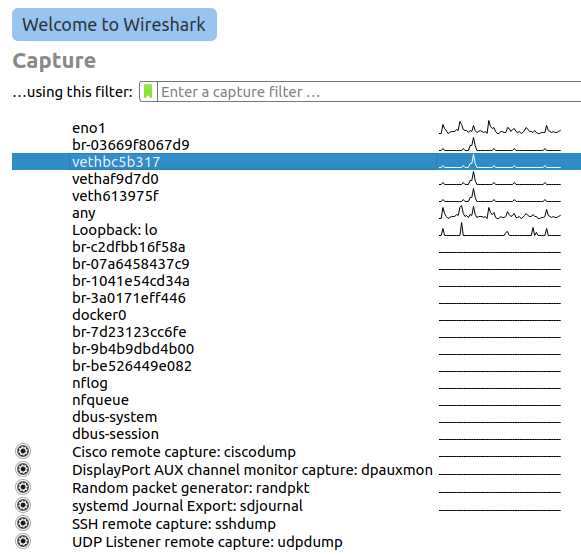 Welcome to Wireshark
Capture
...using this filter: Enter a capture filter ...
eno1
br-03669f8067d9
vethbc5b317
vethaf9d7d0
veth613975f
any
Loopback: lo
br-c2dfbb16f58a
br-07a6458437c9
br-1041e54cd34a
br-3a0171eff446
docker0
br-7d23123cc6fe
br-9b4b9dbd4b00
br-be526449e082
nflog
nfqueue
dbus-system
dbus-session
Cisco remote capture: ciscodump
DisplayPort AUX channel monitor capture: dpauxmon
Random packet generator: randpkt
systemd Journal Export: sdjournal
SSH remote capture: sshdump
UDP Listener remote capture: udpdump